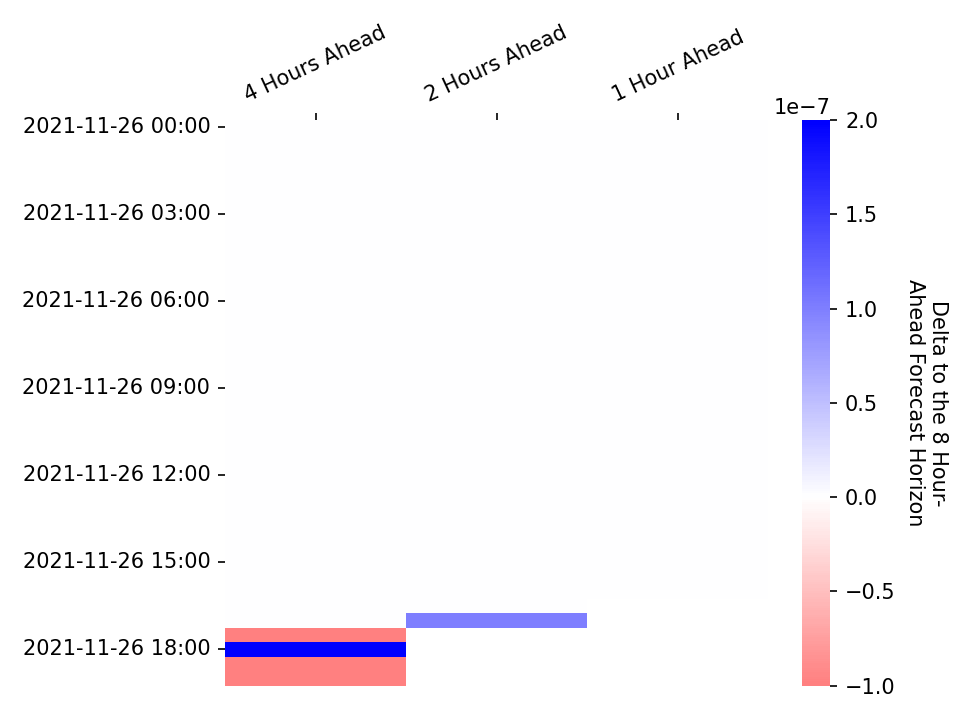 4 Hours Ahead
2 Hours Ahead
1 Hour Ahead
1e−7
2021-11-26 00:00
2021-11-26 03:00
2021-11-26 06:00
2021-11-26 09:00
2021-11-26 12:00
2021-11-26 15:00
2021-11-26 18:00
2.0
1.5
1.0
0.5
0.0
−0.5
−1.0
Delta to the 8 Hour-
Ahead Forecast Horizon